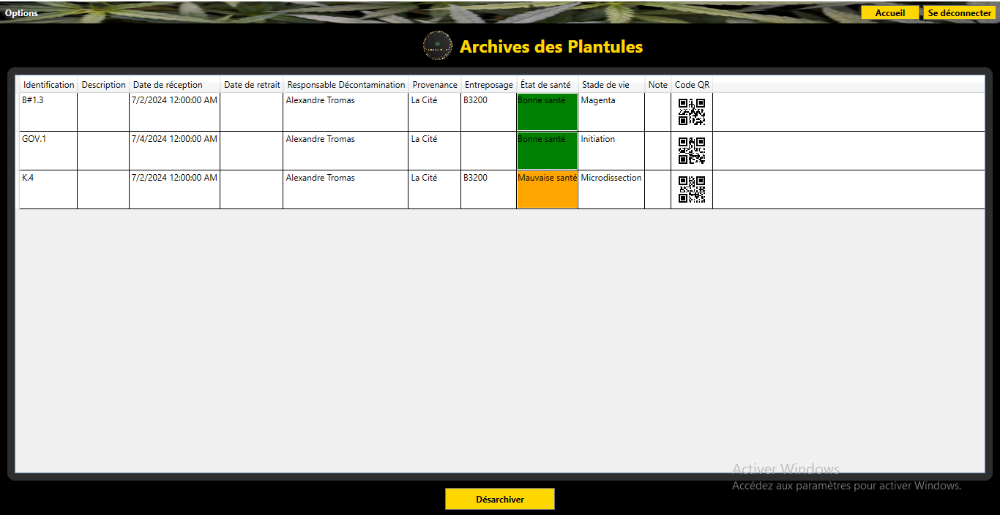 Options
Accueil
Se déconnecter
Archives des Plantules
Identification Description Date de réception Date de retrait Responsable Décontamination Provenance Entreposage État de santé Stade de vie Note Code QR
B#1.3 7/2/2024 12:00:00 AM Alexandre Tromas La Cité B3200 Bonne santé Magenta
GOV.1 7/4/2024 12:00:00 AM Alexandre Tromas La Cité Bonne santé Initiation
K.4 7/2/2024 12:00:00 AM Alexandre Tromas La Cité B3200 Mauvaise santé Microdissection
Activer Windows
Accédez aux paramètres pour activer Windows.
Désarchiver